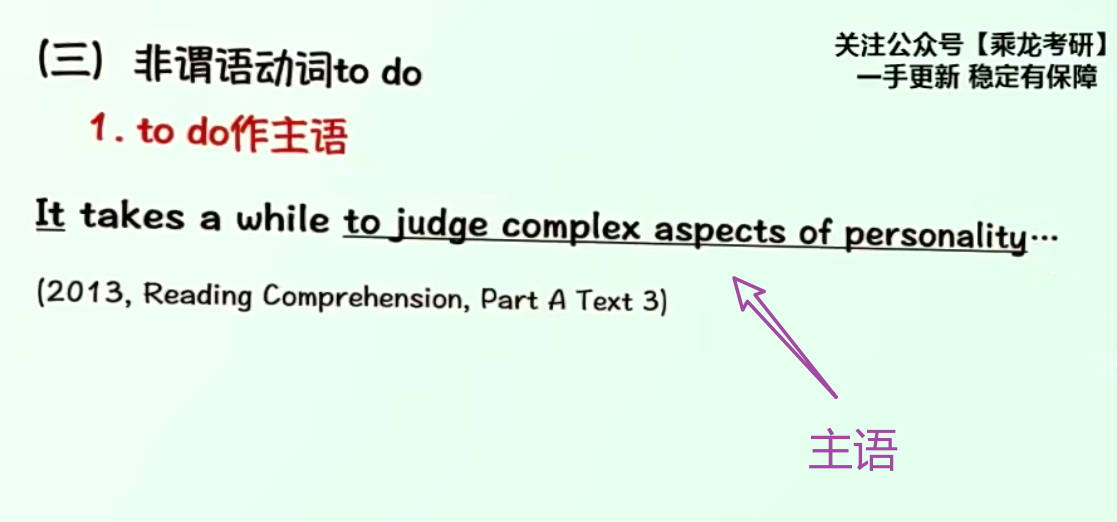 (三) 非谓语动词to do
关注公众号【乘龙考研】
一手更新 稳定有保障
1. to do作主语
It takes a while to judge complex aspects of personality…
(2013, Reading Comprehension, Part A Text 3)
主语